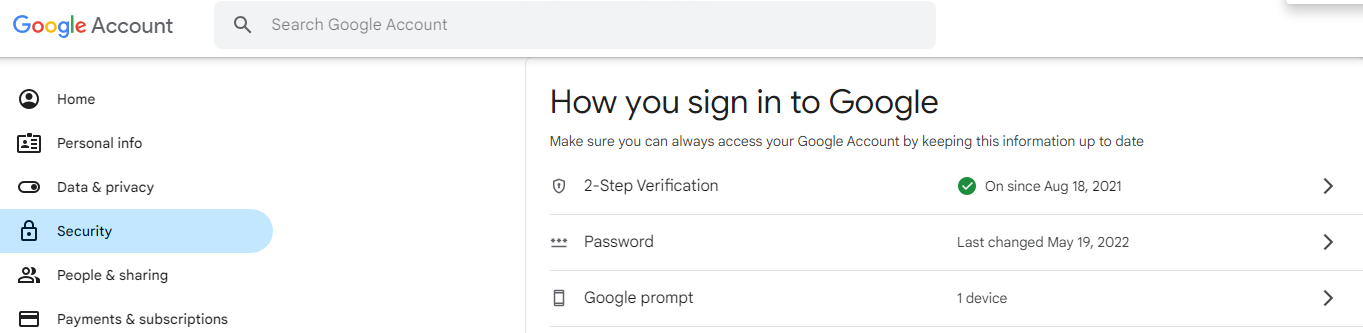 Google Account
Search Google Account
Home
Personal info
Data & privacy
Security
People & sharing
Payments & subscriptions
How you sign in to Google
Make sure you can always access your Google Account by keeping this information up to date
2-Step Verification On since Aug 18, 2021
Password Last changed May 19, 2022
Google prompt 1 device